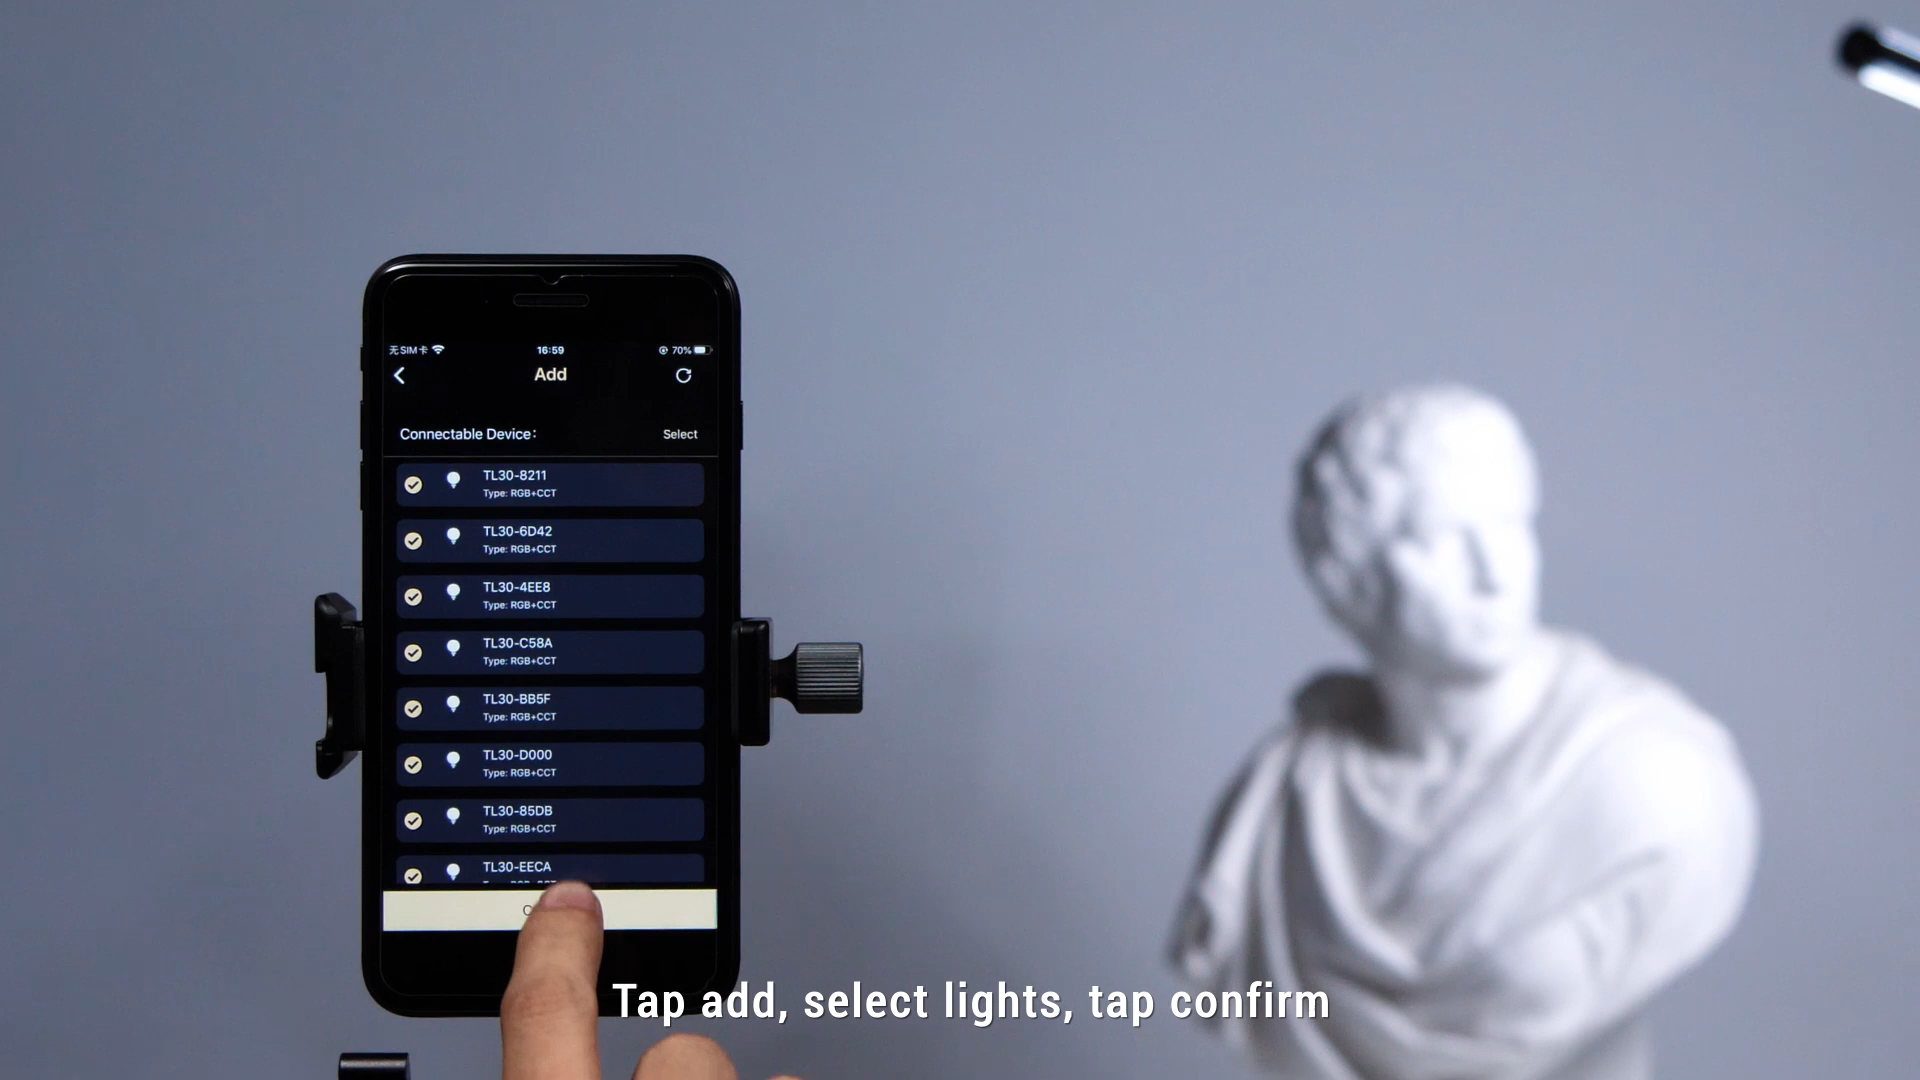 无SIM卡
16:59
70%
Add
Connectable Device:
Select
TL30-8211
Type: RGB+CCT
TL30-6D42
Type: RGB+CCT
TL30-4EE8
Type: RGB+CCT
TL30-C58A
Type: RGB+CCT
TL30-BB5F
Type: RGB+CCT
TL30-D000
Type: RGB+CCT
TL30-85DB
Type: RGB+CCT
TL30-EECA
Tap add, select lights, tap confirm